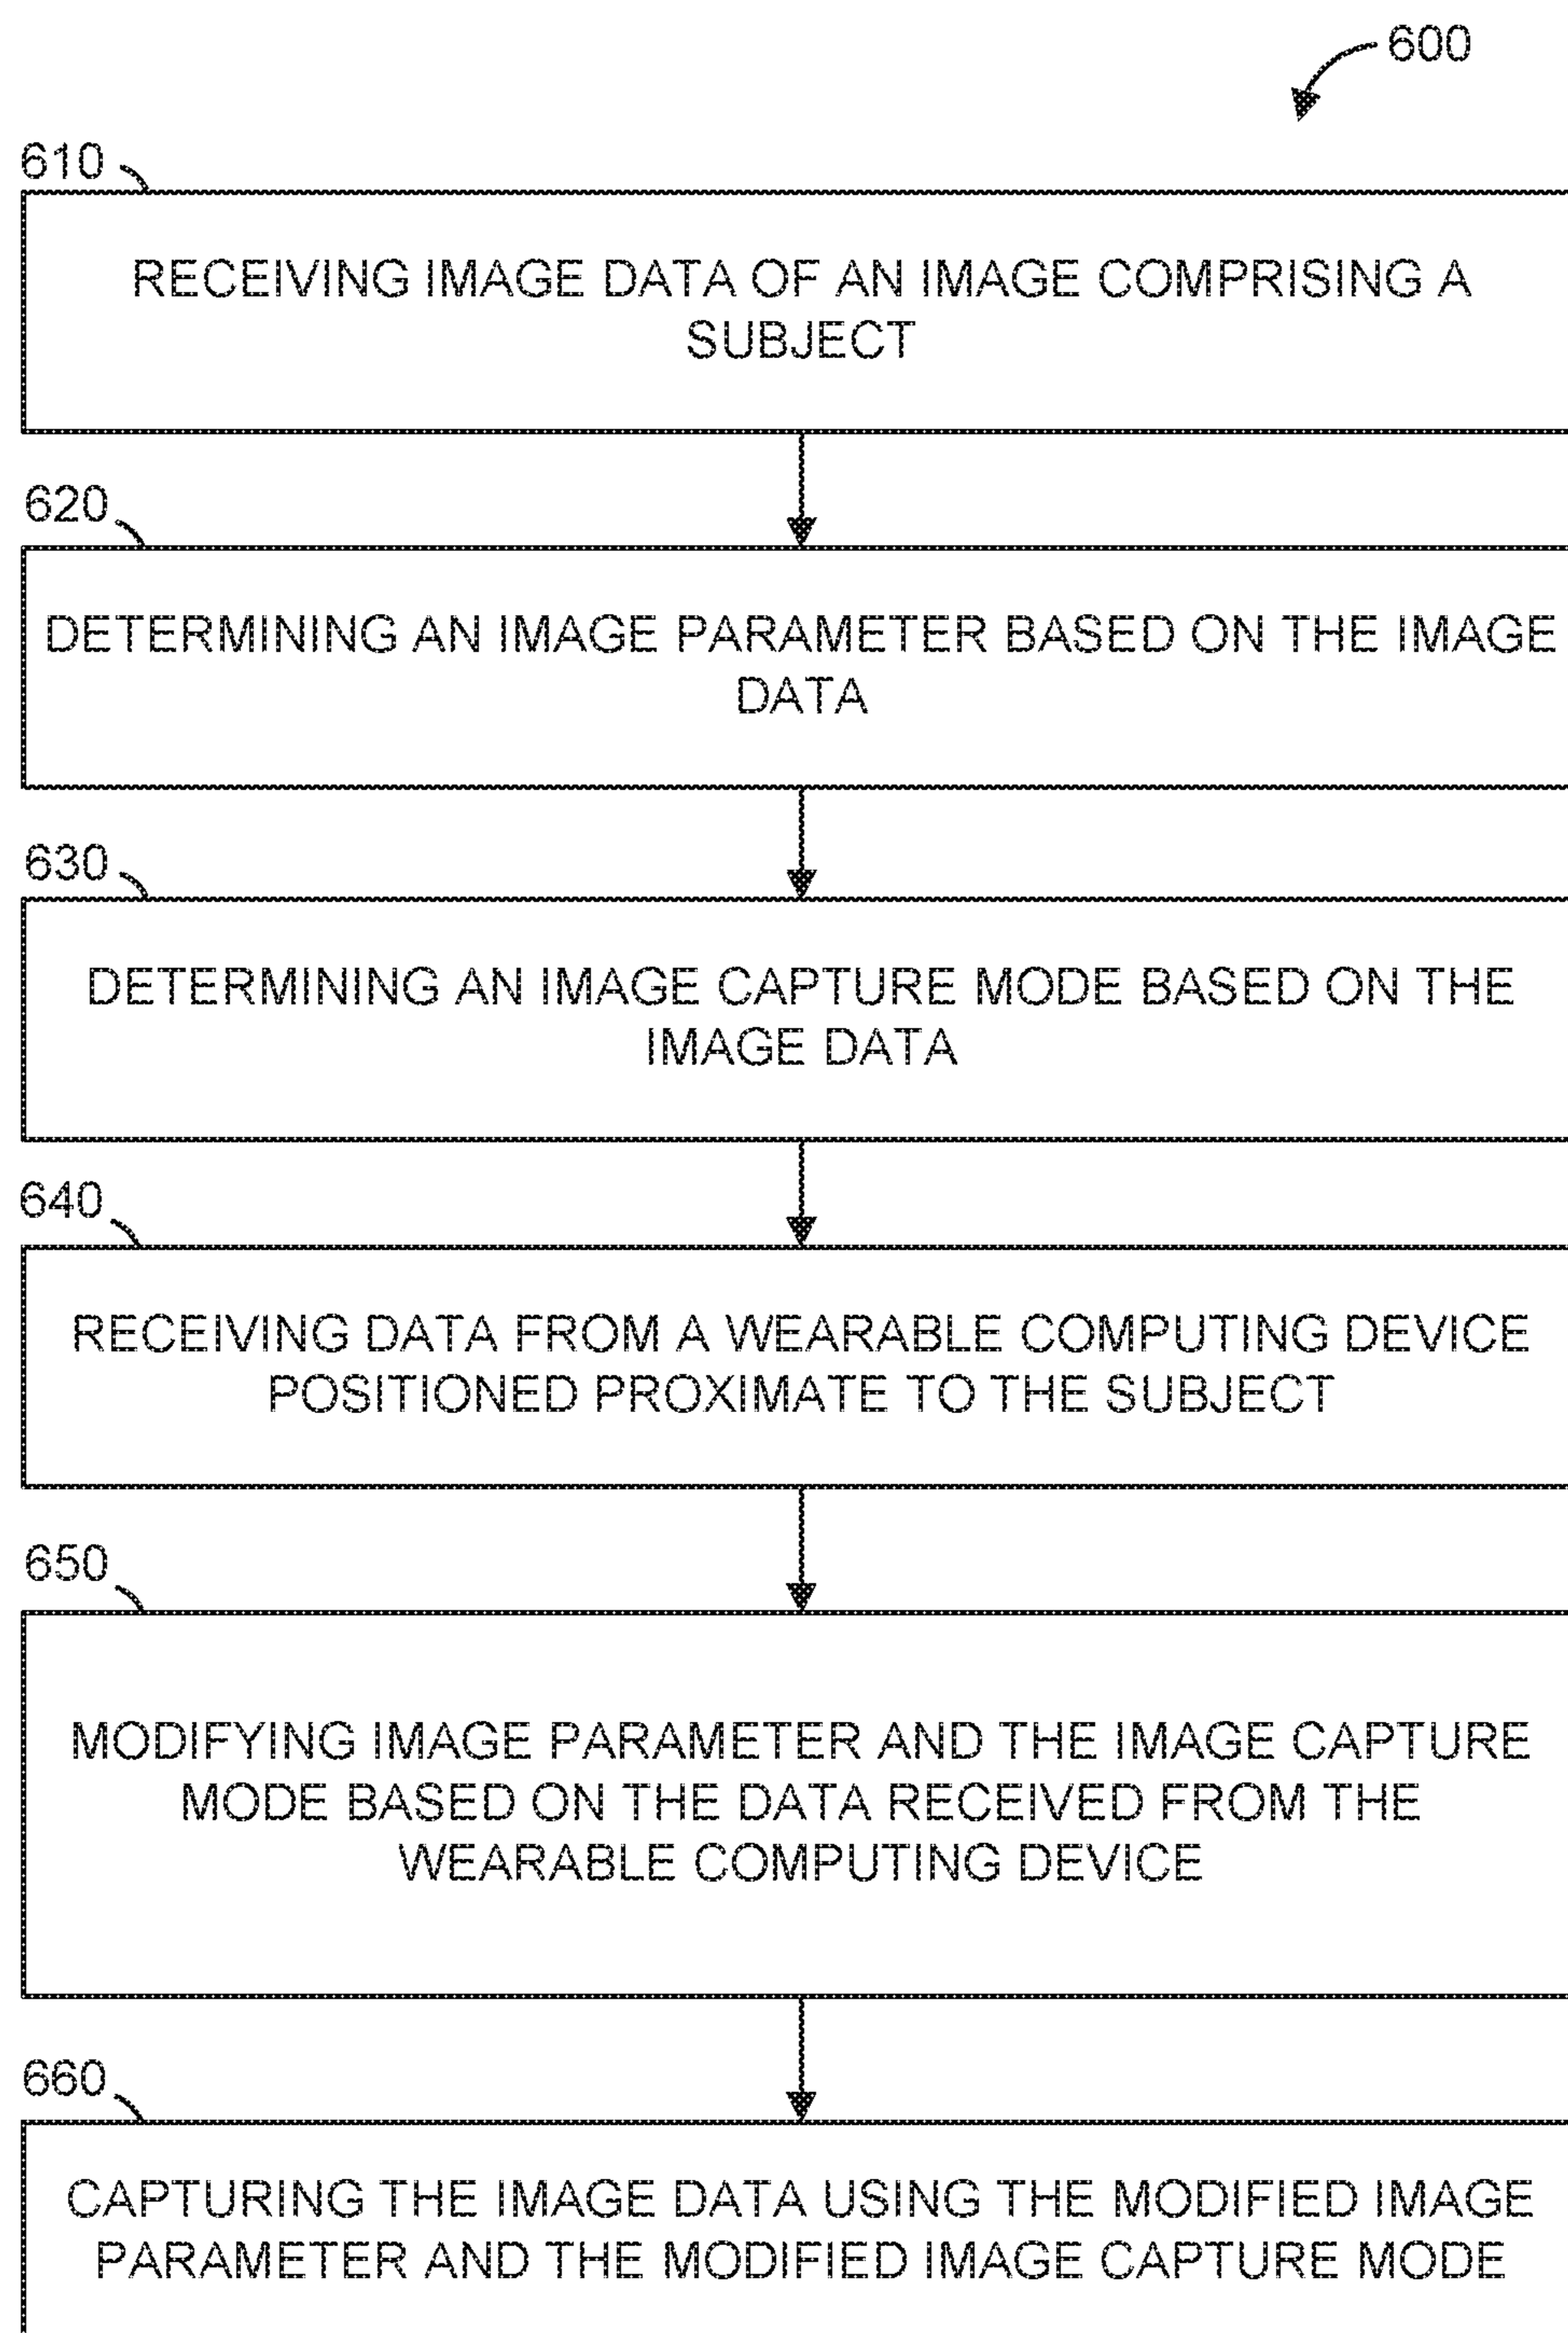 600
610
RECEIVING IMAGE DATA OF AN IMAGE COMPRISING A
SUBJECT
620
DETERMINING AN IMAGE PARAMETER BASED ON THE IMAGE
DATA
630
DETERMINING AN IMAGE CAPTURE MODE BASED ON THE
IMAGE DATA
640
RECEIVING DATA FROM A WEARABLE COMPUTING DEVICE
POSITIONED PROXIMATE TO THE SUBJECT
650
MODIFYING IMAGE PARAMETER AND THE IMAGE CAPTURE
MODE BASED ON THE DATA RECEIVED FROM THE
WEARABLE COMPUTING DEVICE
660
CAPTURING THE IMAGE DATA USING THE MODIFIED IMAGE
PARAMETER AND THE MODIFIED IMAGE CAPTURE MODE